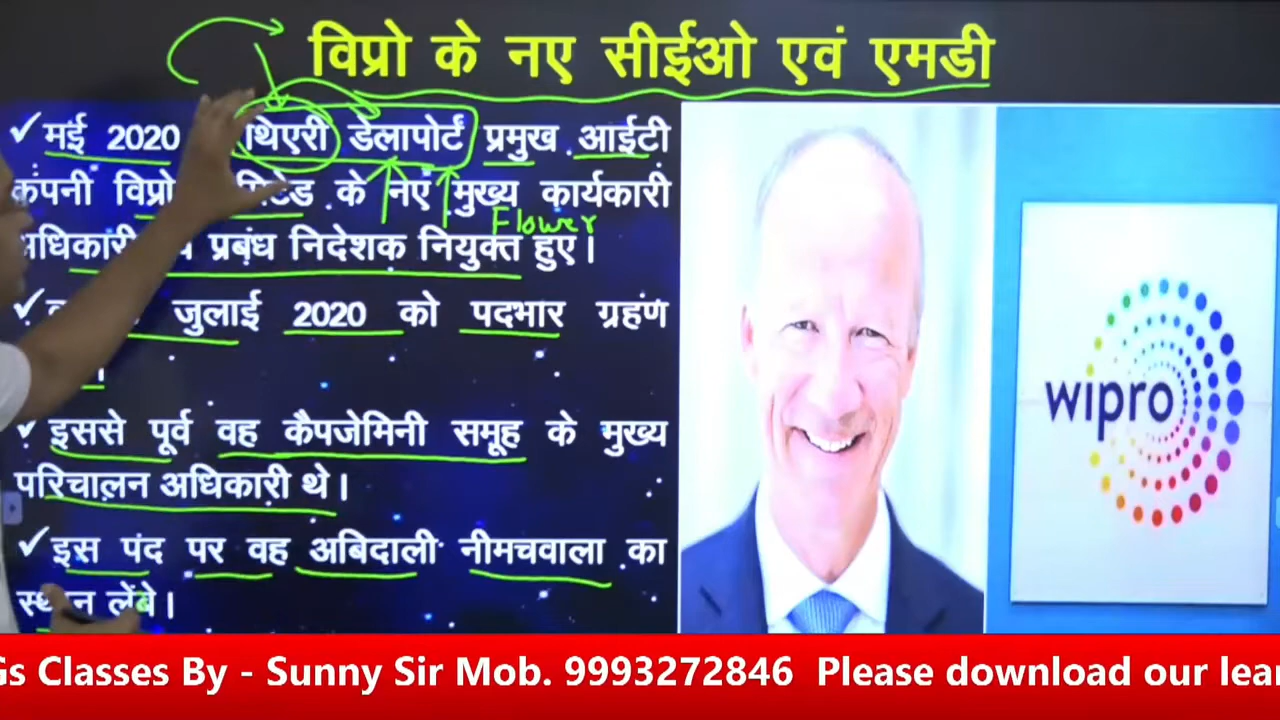 विप्रो के नए सीईओ एवं एमडी
✓ मई 2020 थिएरी डेलापोर्ट प्रमुख आईटी
कंपनी विप्रो के नए मुख्य कार्यकारी
Flower
अधिकारी प्रबंध निदेशक नियुक्त हुए।
✓ जुलाई 2020 को पदभार ग्रहण
।
✓ इससे पूर्व वह कैपजेमिनी समूह के मुख्य
परिचालन अधिकारी थे।
✓ इस पद पर वह अबिदाली नीमचवाला का
लेंबे।
wipro
Gs Classes By - Sunny Sir Mob. 9993272846 Please download our lear